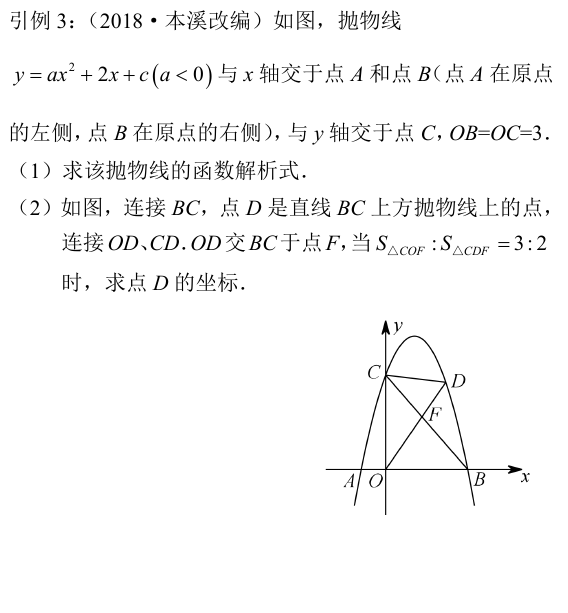 引例 3：（2018·本溪改编）如图，抛物线
y = ax² + 2x + c(a < 0) 与 x 轴交于点 A 和点 B（点 A 在原点
的左侧，点 B 在原点的右侧），与 y 轴交于点 C，OB=OC=3．
（1）求该抛物线的函数解析式．
（2）如图，连接 BC，点 D 是直线 BC 上方抛物线上的点，
连接 OD、CD．OD 交 BC 于点 F，当 S△COF : S△CDF = 3 : 2
时，求点 D 的坐标．
y
C
D
F
A O B x